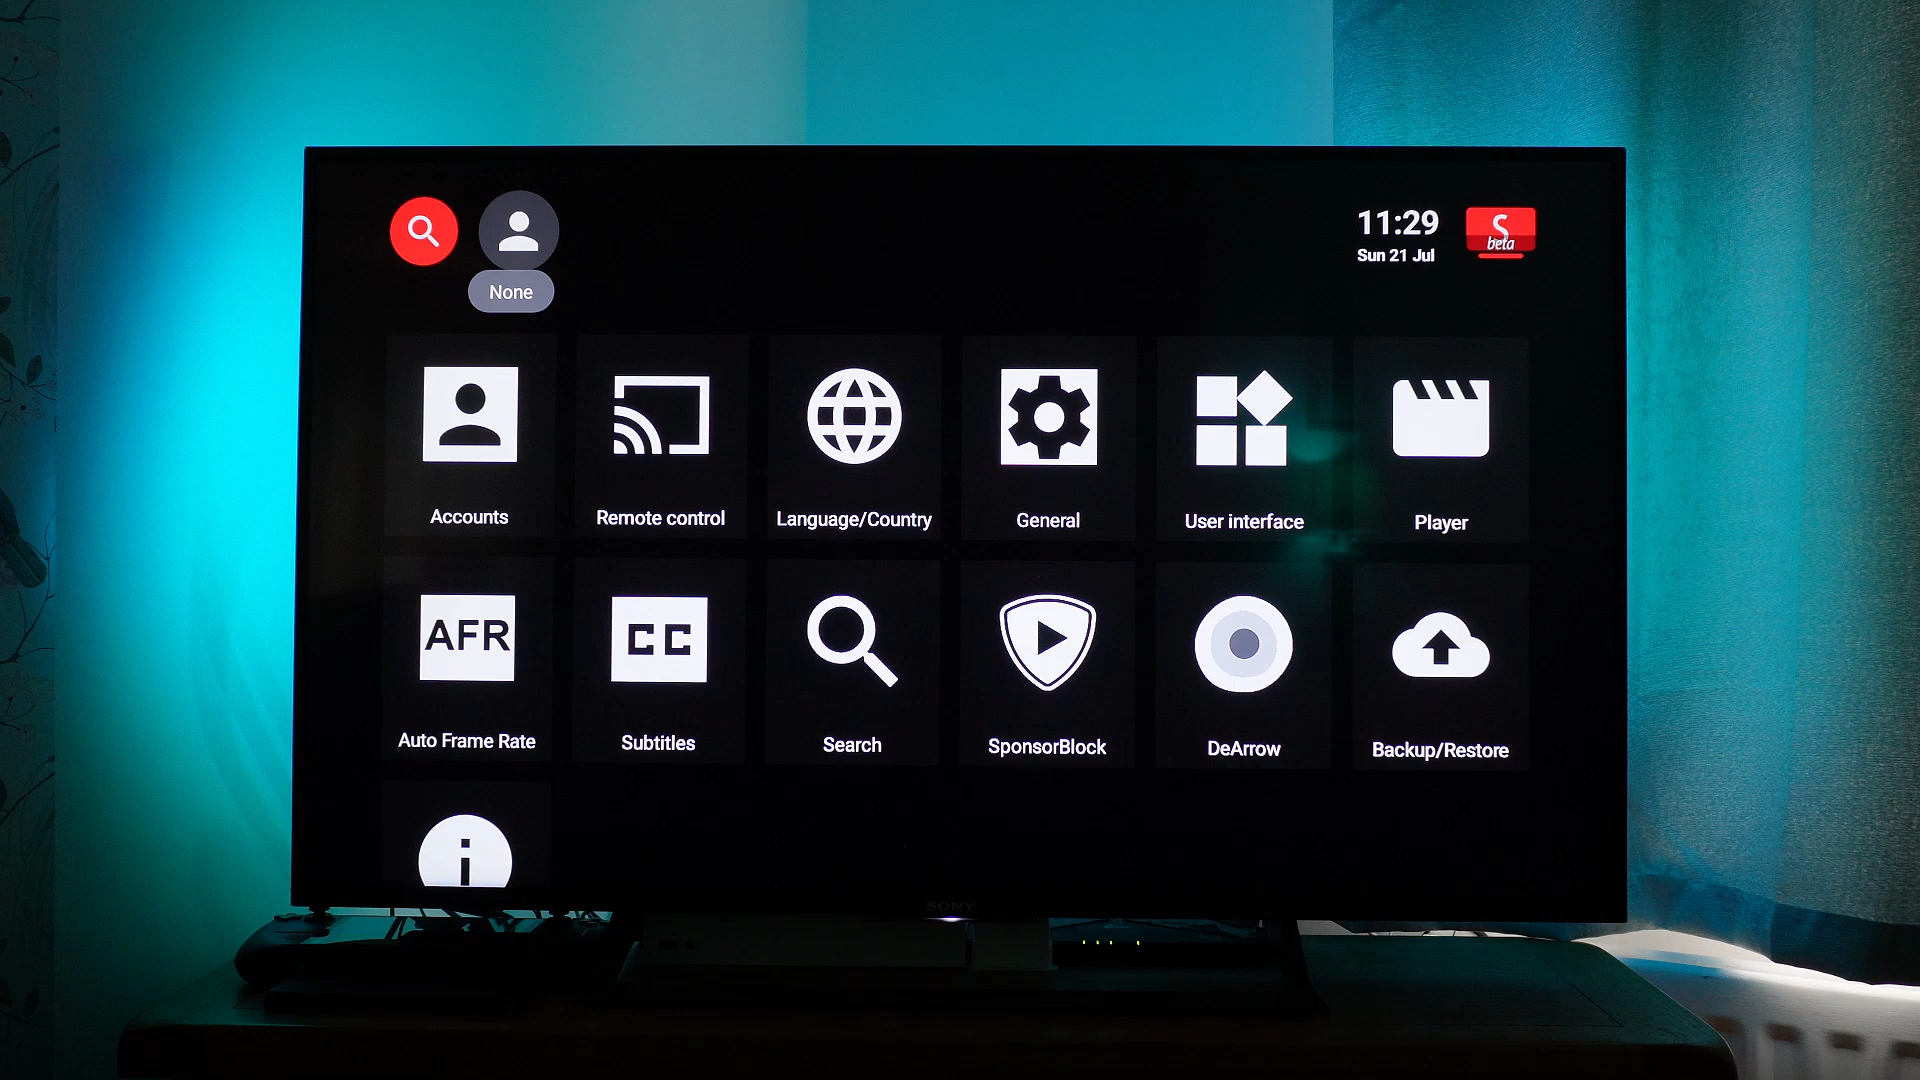 11:29
S
beta
Sun 21 Jul
None
Accounts
Remote control
Language/Country
General
User interface
Player
AFR
CC
Auto Frame Rate
Subtitles
Search
SponsorBlock
DeArrow
Backup/Restore
i
SONY